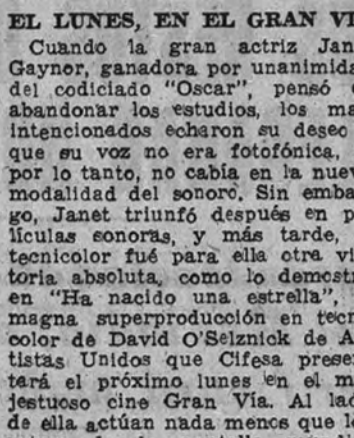 EL LUNES, EN EL GRAN VI
Cuando la gran actriz Jan
Gaynor, ganadora por unanimida
del codiciado "Oscar", pensó
abandonar los estudios, los ma
intencionados echaron su deseo
que su voz no era fotofónica,
por lo tanto, no cabía en la nuev
modalidad del sonoro. Sin emba
go, Janet triunfó después en p
lículas sonoras, y más tarde,
tecnicolor fué para ella otra vi
toria absoluta, como lo demostr
en "Ha nacido una estrella",
magna superproducción en tecn
color de David O'Selznick de A
tistas Unidos que Cifesa presen
tará el próximo lunes en el m
jestuoso cine Gran Vía. Al lad
de ella actúan nada menos que l